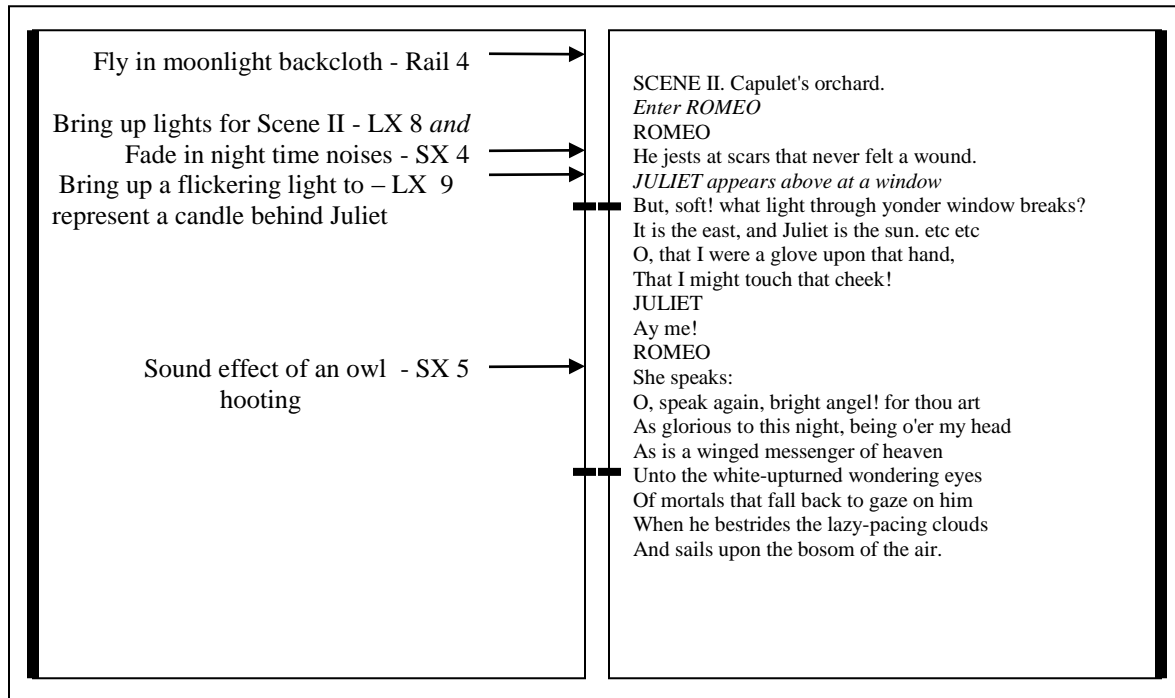 Fly in moonlight backcloth - Rail 4
Bring up lights for Scene II - LX 8 and
Fade in night time noises - SX 4
Bring up a flickering light to – LX 9
represent a candle behind Juliet
Sound effect of an owl - SX 5
hooting
SCENE II. Capulet's orchard.
Enter ROMEO
ROMEO
He jests at scars that never felt a wound.
JULIET appears above at a window
But, soft! what light through yonder window breaks?
It is the east, and Juliet is the sun. etc etc
O, that I were a glove upon that hand,
That I might touch that cheek!
JULIET
Ay me!
ROMEO
She speaks:
O, speak again, bright angel! for thou art
As glorious to this night, being o'er my head
As is a winged messenger of heaven
Unto the white-upturned wondering eyes
Of mortals that fall back to gaze on him
When he bestrides the lazy-pacing clouds
And sails upon the bosom of the air.